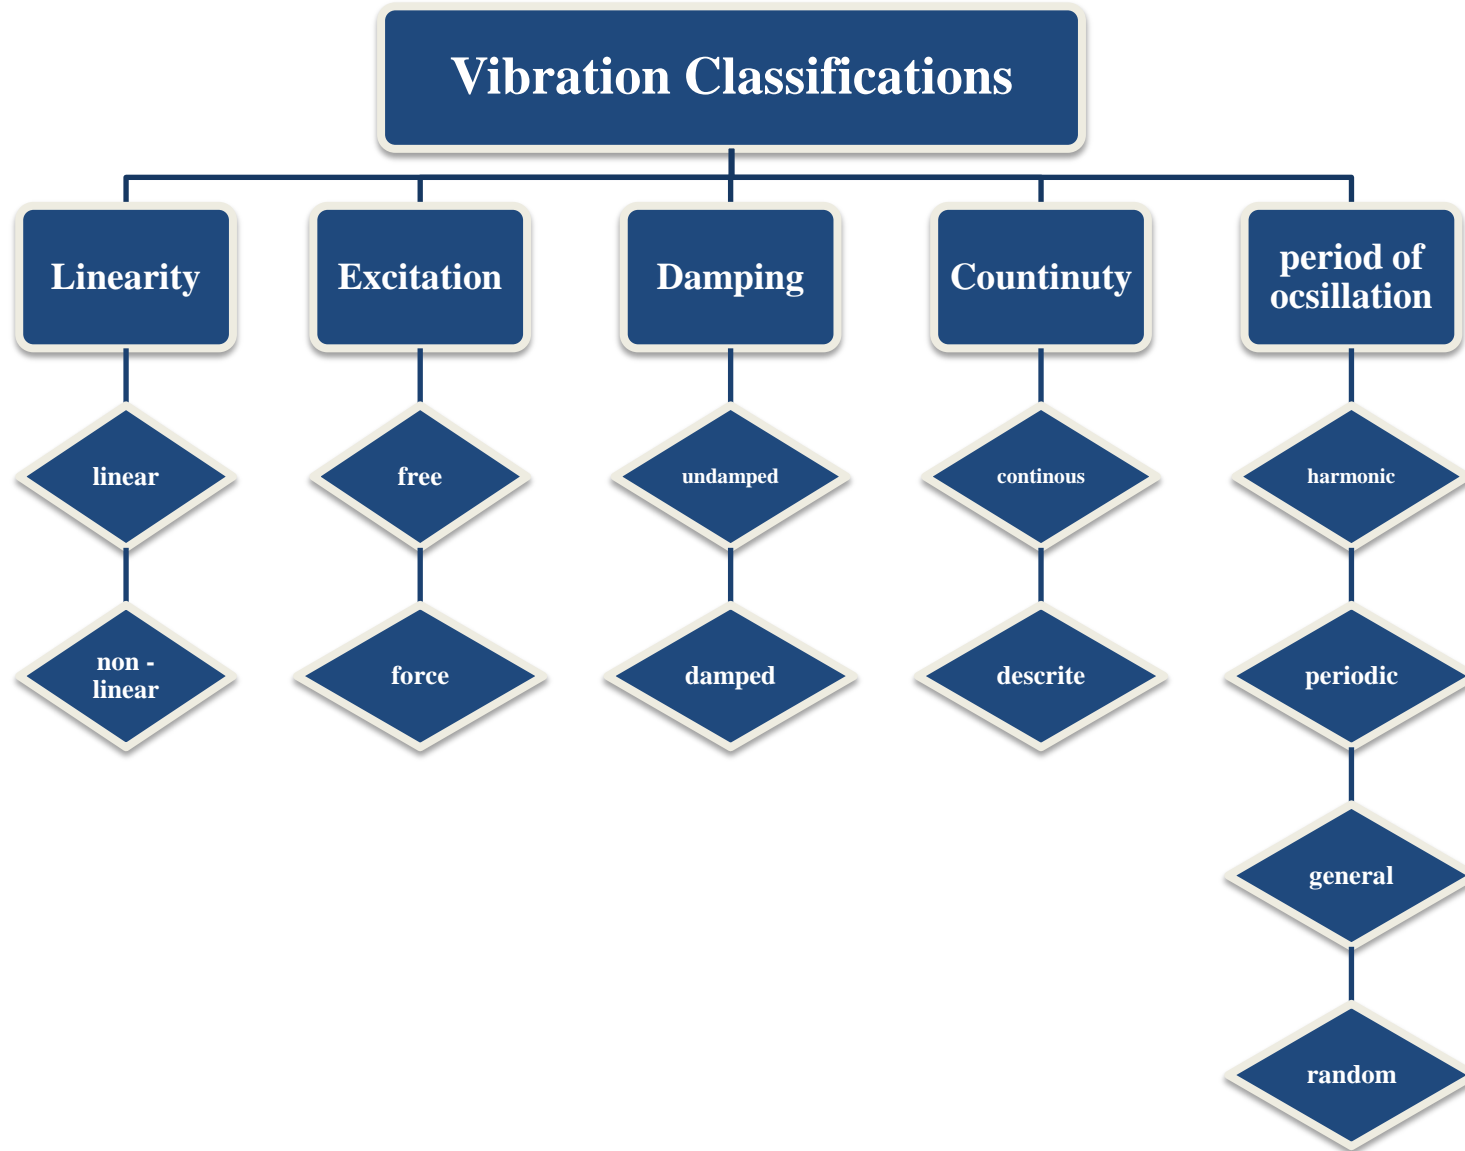 Vibration Classifications
Linearity
Excitation
Damping
Countinuty
period of
ocsillation
linear
free
undamped
continous
harmonic
non -
linear
force
damped
descrite
periodic
general
random